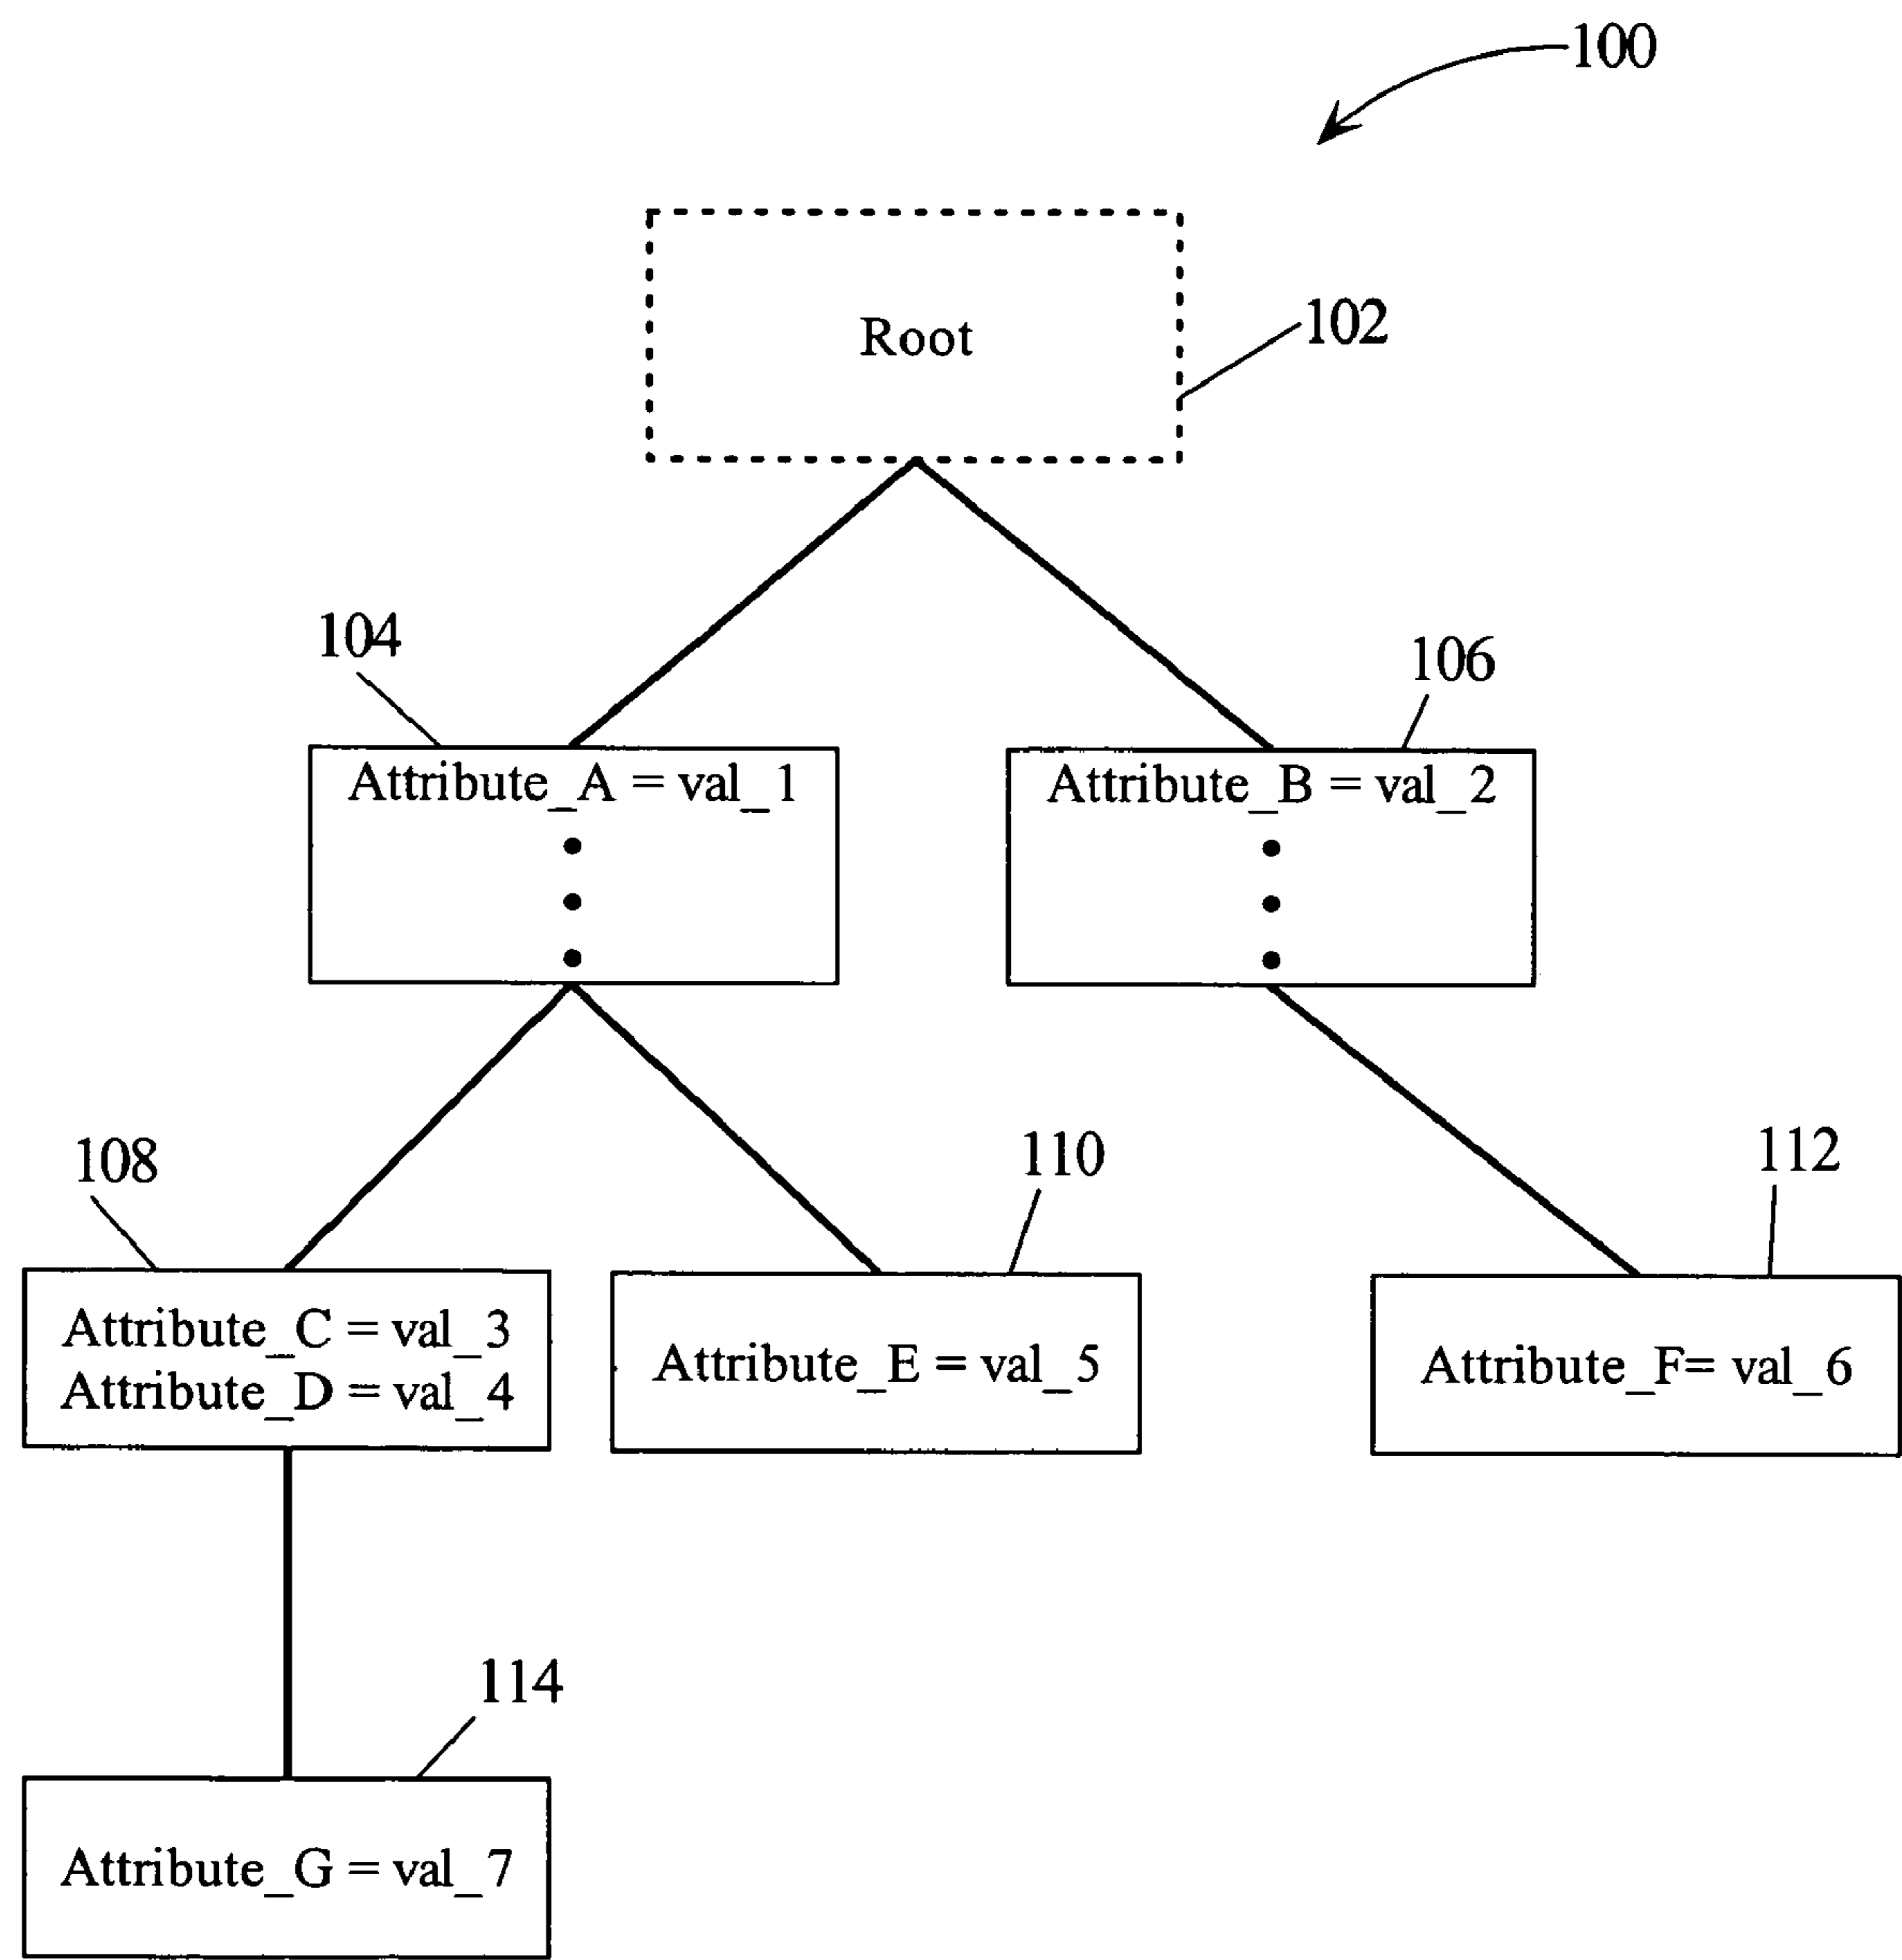 100
Root
102
104
106
Attribute_A = val_1
Attribute_B = val_2
108
110
112
Attribute_C = val_3
Attribute_D = val_4
Attribute_E = val_5
Attribute_F= val_6
114
Attribute_G = val_7